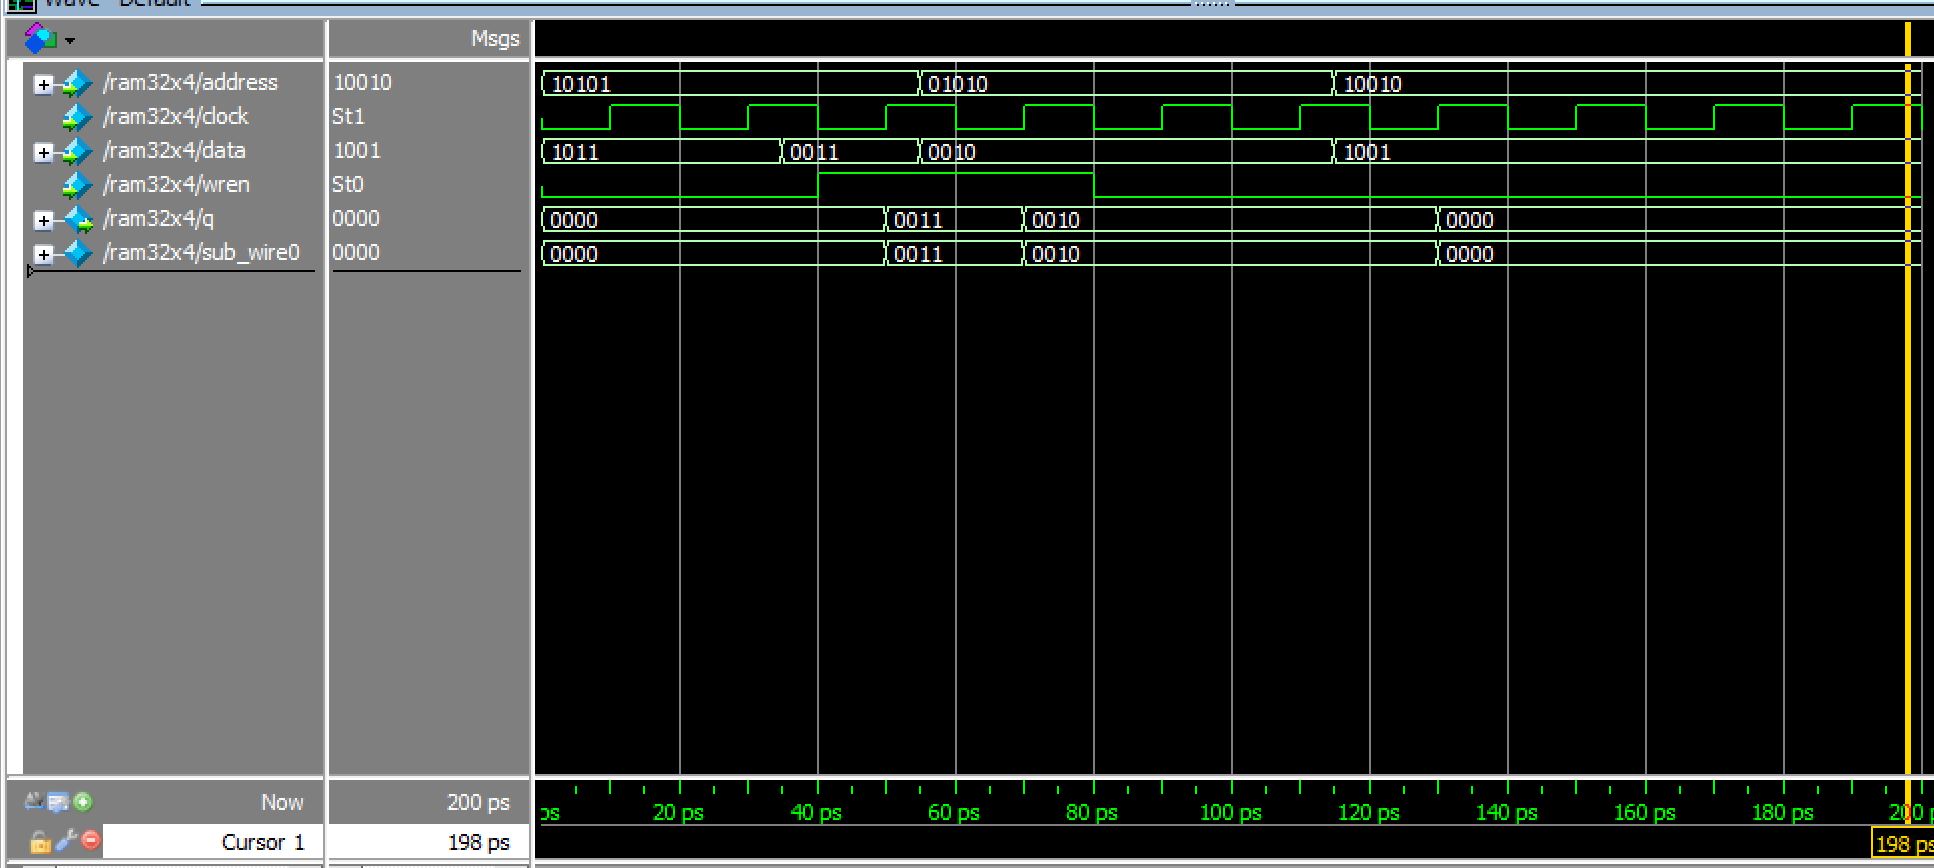 Wave - Default
Msgs
/ram32x4/address 10010 10101 01010 10010
/ram32x4/clock St1
/ram32x4/data 1001 1011 0011 0010 1001
/ram32x4/wren St0
/ram32x4/q 0000 0000 0011 0010 0000
/ram32x4/sub_wire0 0000 0000 0011 0010 0000
Now 200 ps ps 20 ps 40 ps 60 ps 80 ps 100 ps 120 ps 140 ps 160 ps 180 ps 200 p
Cursor 1 198 ps 198 ps